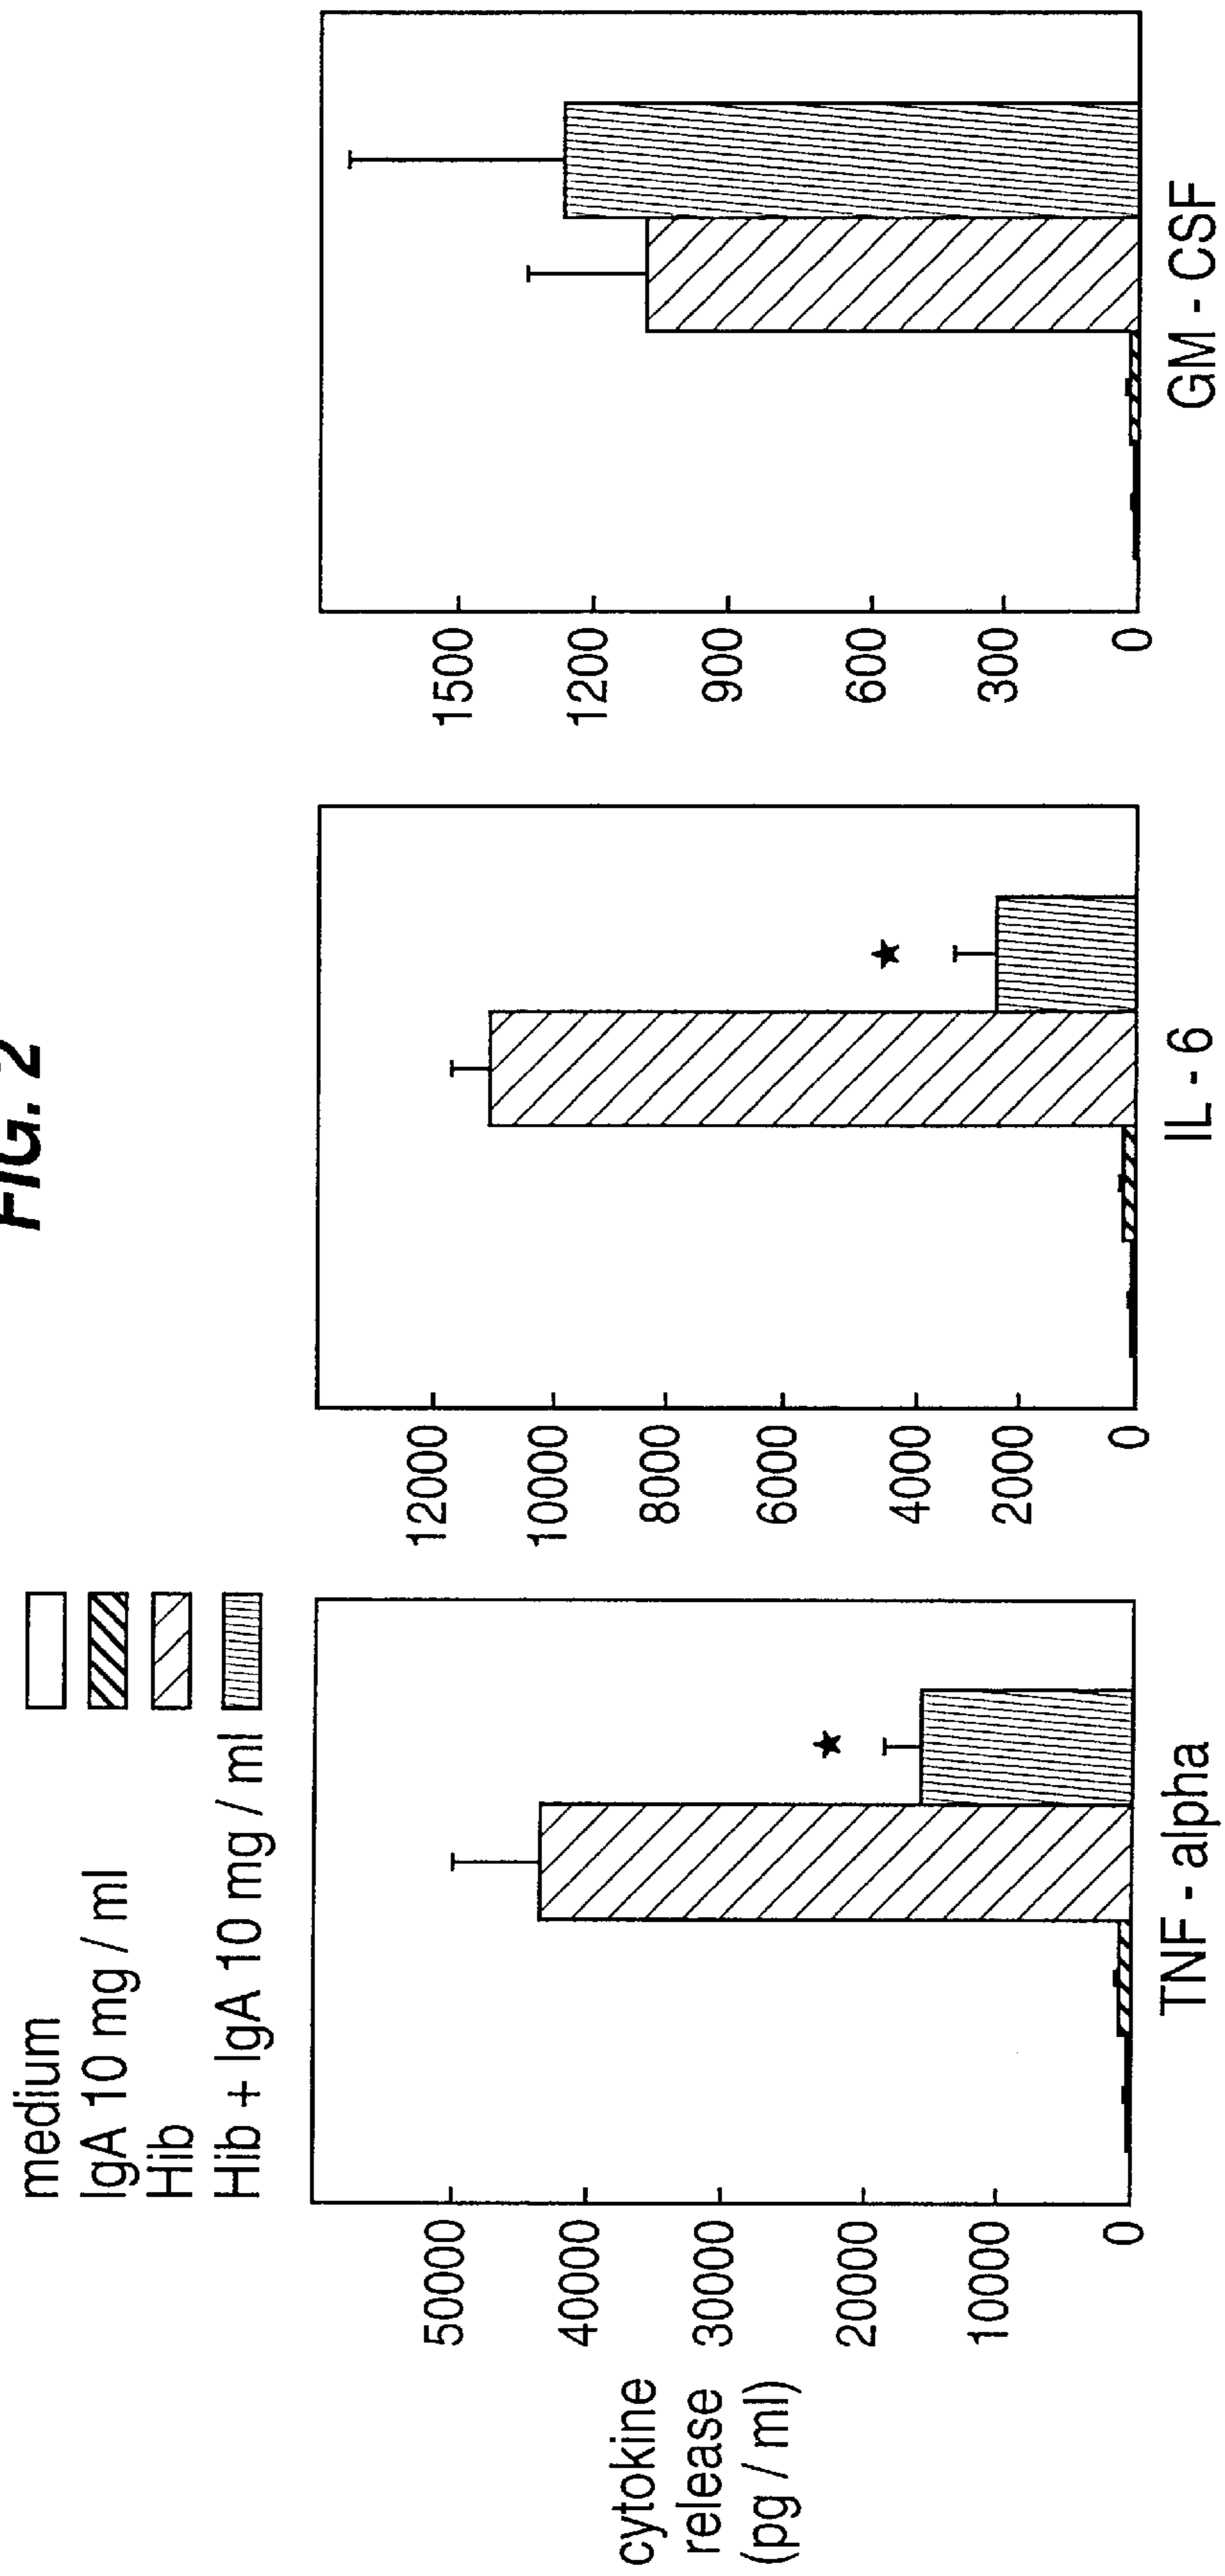 FIG. 2
medium
IgA 10 mg / ml
Hib
Hib + IgA 10 mg / ml
cytokine
release
(pg / ml)
50000
40000
30000
20000
10000
0
TNF - alpha
12000
10000
8000
6000
4000
2000
0
IL - 6
1500
1200
900
600
300
0
GM - CSF